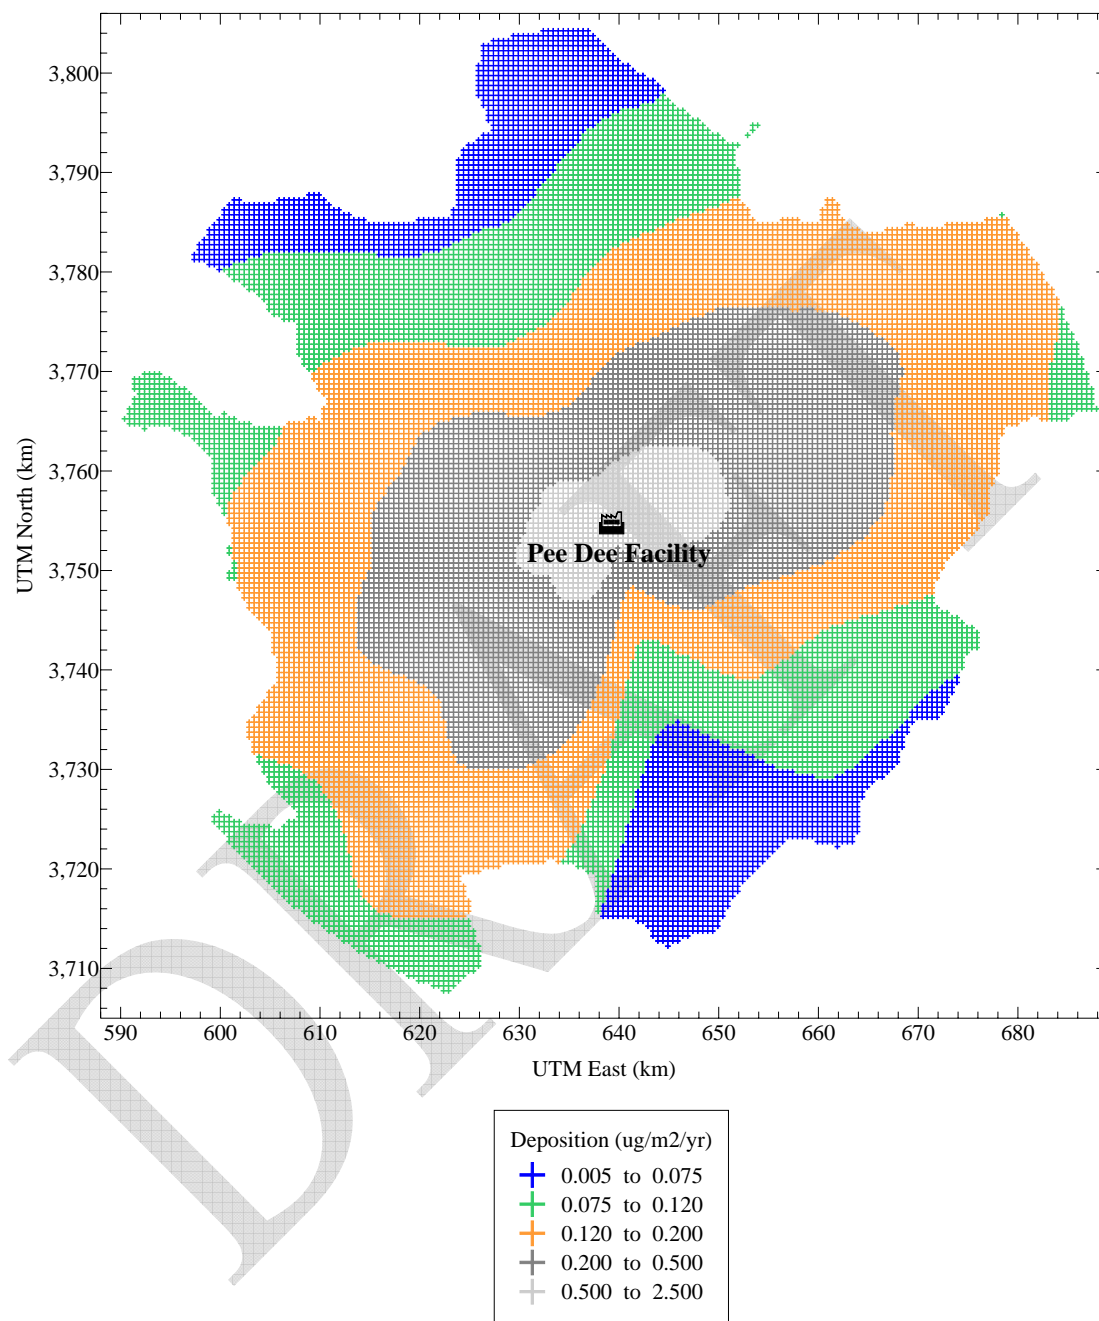 3,800
3,790
3,780
3,770
3,760
3,750
3,740
3,730
3,720
3,710
UTM North (km)
Pee Dee Facility
590 600 610 620 630 640 650 660 670 680
UTM East (km)
Deposition (ug/m2/yr)
0.005 to 0.075
0.075 to 0.120
0.120 to 0.200
0.200 to 0.500
0.500 to 2.500
DRAFT